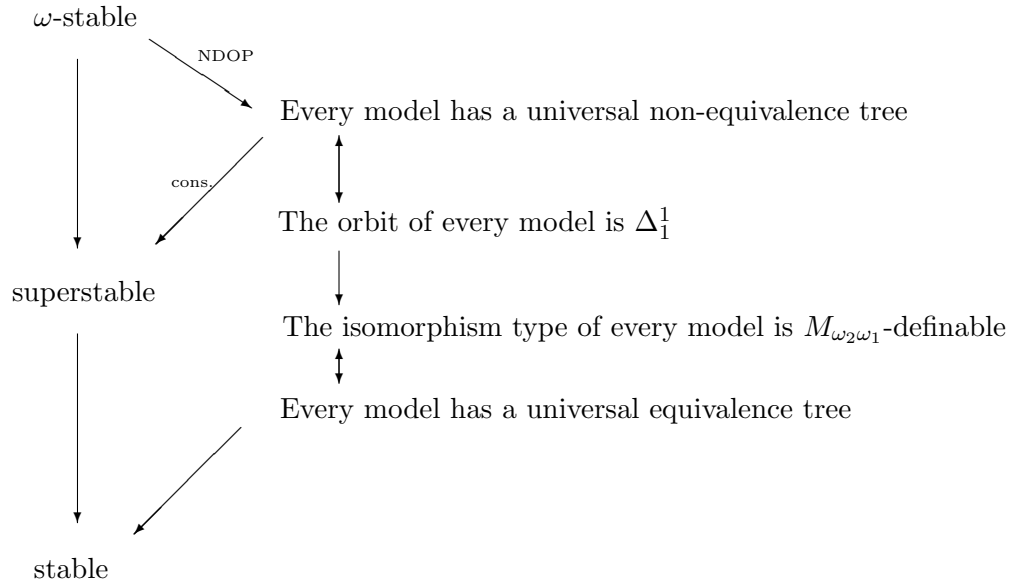 ω-stable
NDOP
Every model has a universal non-equivalence tree
cons.
The orbit of every model is Δ¹₁
superstable
The isomorphism type of every model is M_{ω₂ω₁}-definable
Every model has a universal equivalence tree
stable